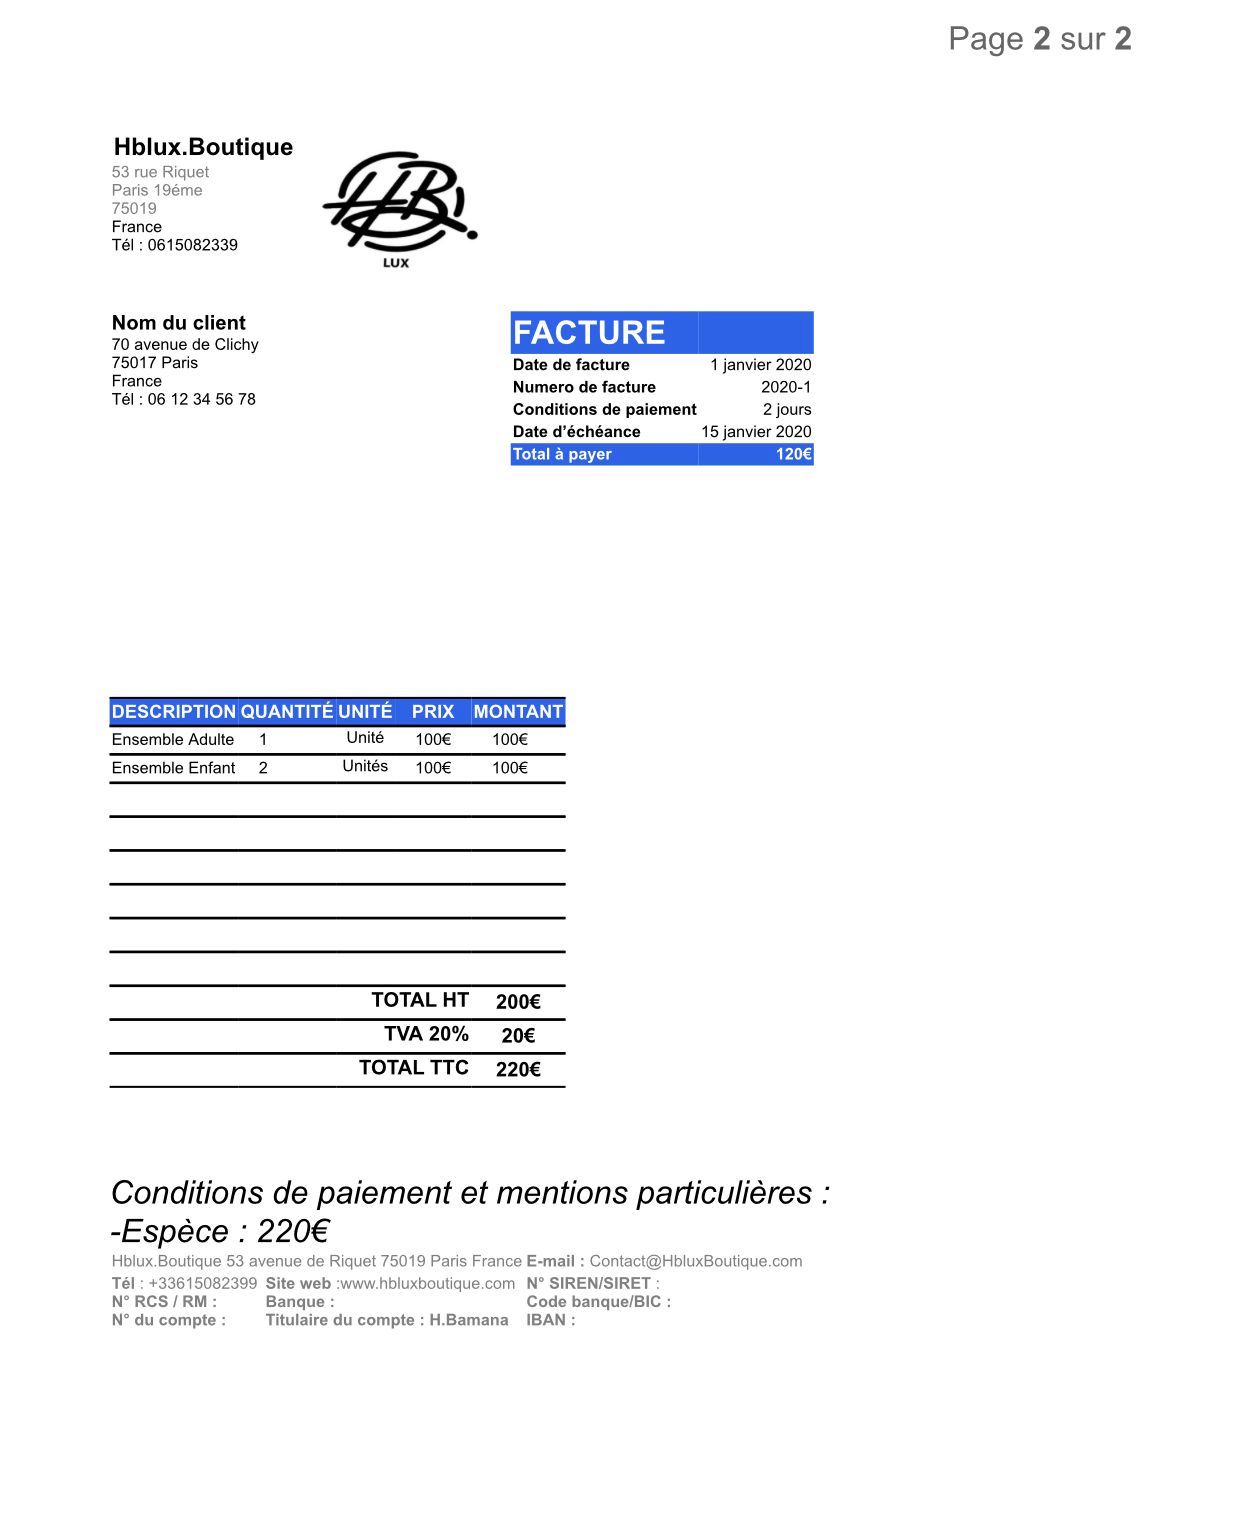 Page 2 sur 2
Hblux.Boutique
53 rue Riquet
Paris 19éme
75019
France
Tél : 0615082339
HB.
LUX
Nom du client
70 avenue de Clichy
75017 Paris
France
Tél : 06 12 34 56 78
FACTURE
Date de facture 1 janvier 2020
Numero de facture 2020-1
Conditions de paiement 2 jours
Date d’échéance 15 janvier 2020
Total à payer 120€
DESCRIPTION QUANTITÉ UNITÉ PRIX MONTANT
Ensemble Adulte 1 Unité 100€ 100€
Ensemble Enfant 2 Unités 100€ 100€
TOTAL HT 200€
TVA 20% 20€
TOTAL TTC 220€
Conditions de paiement et mentions particulières :
-Espèce : 220€
Hblux.Boutique 53 avenue de Riquet 75019 Paris France E-mail : Contact@HbluxBoutique.com
Tél : +33615082399 Site web :www.hbluxboutique.com N° SIREN/SIRET :
N° RCS / RM : Banque : Code banque/BIC :
N° du compte : Titulaire du compte : H.Bamana IBAN :